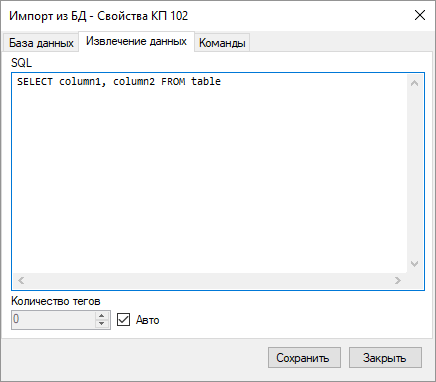 Импорт из БД - Свойства КП 102
База данных Извлечение данных Команды
SQL
SELECT column1, column2 FROM table
Количество тегов
0 Авто
Сохранить Закрыть